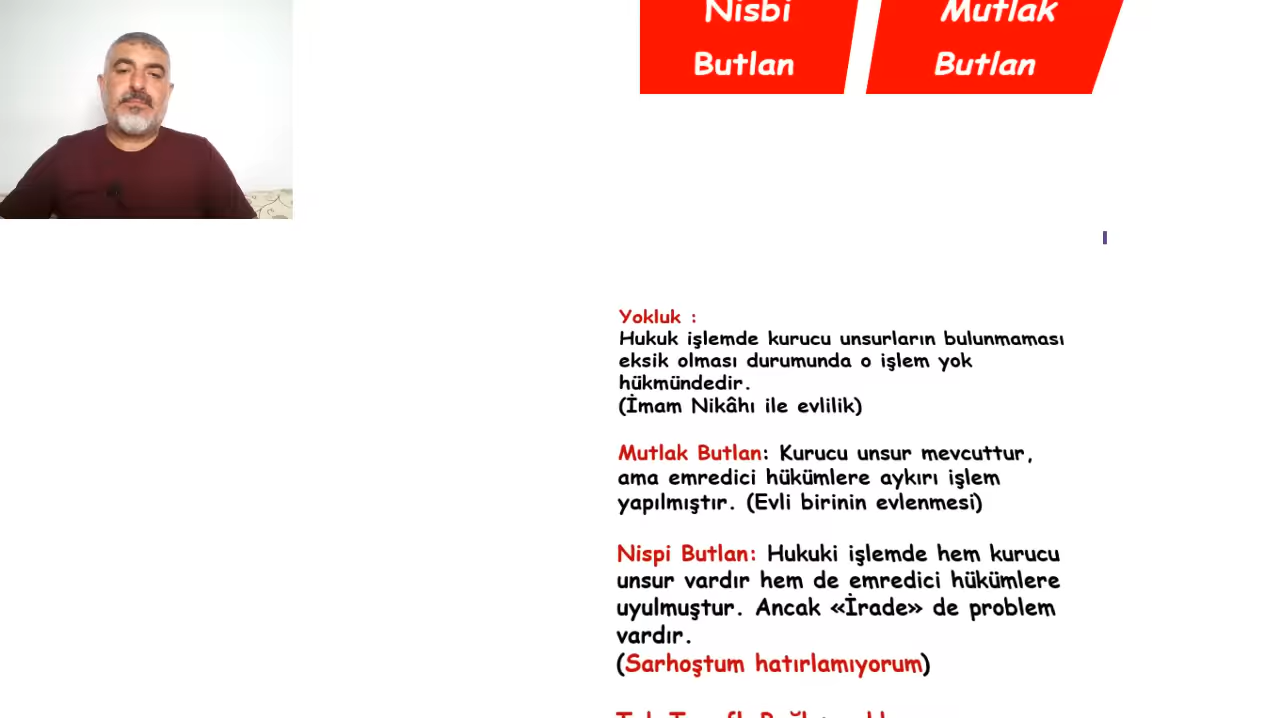 Nisbi
Butlan
Mutlak
Butlan
Yokluk :
Hukuk işlemde kurucu unsurların bulunmaması
eksik olması durumunda o işlem yok
hükmündedir.
(İmam Nikâhı ile evlilik)
Mutlak Butlan: Kurucu unsur mevcuttur,
ama emredici hükümlere aykırı işlem
yapılmıştır. (Evli birinin evlenmesi)
Nispi Butlan: Hukuki işlemde hem kurucu
unsur vardır hem de emredici hükümlere
uyulmuştur. Ancak «İrade» de problem
vardır.
(Sarhoştum hatırlamıyorum)